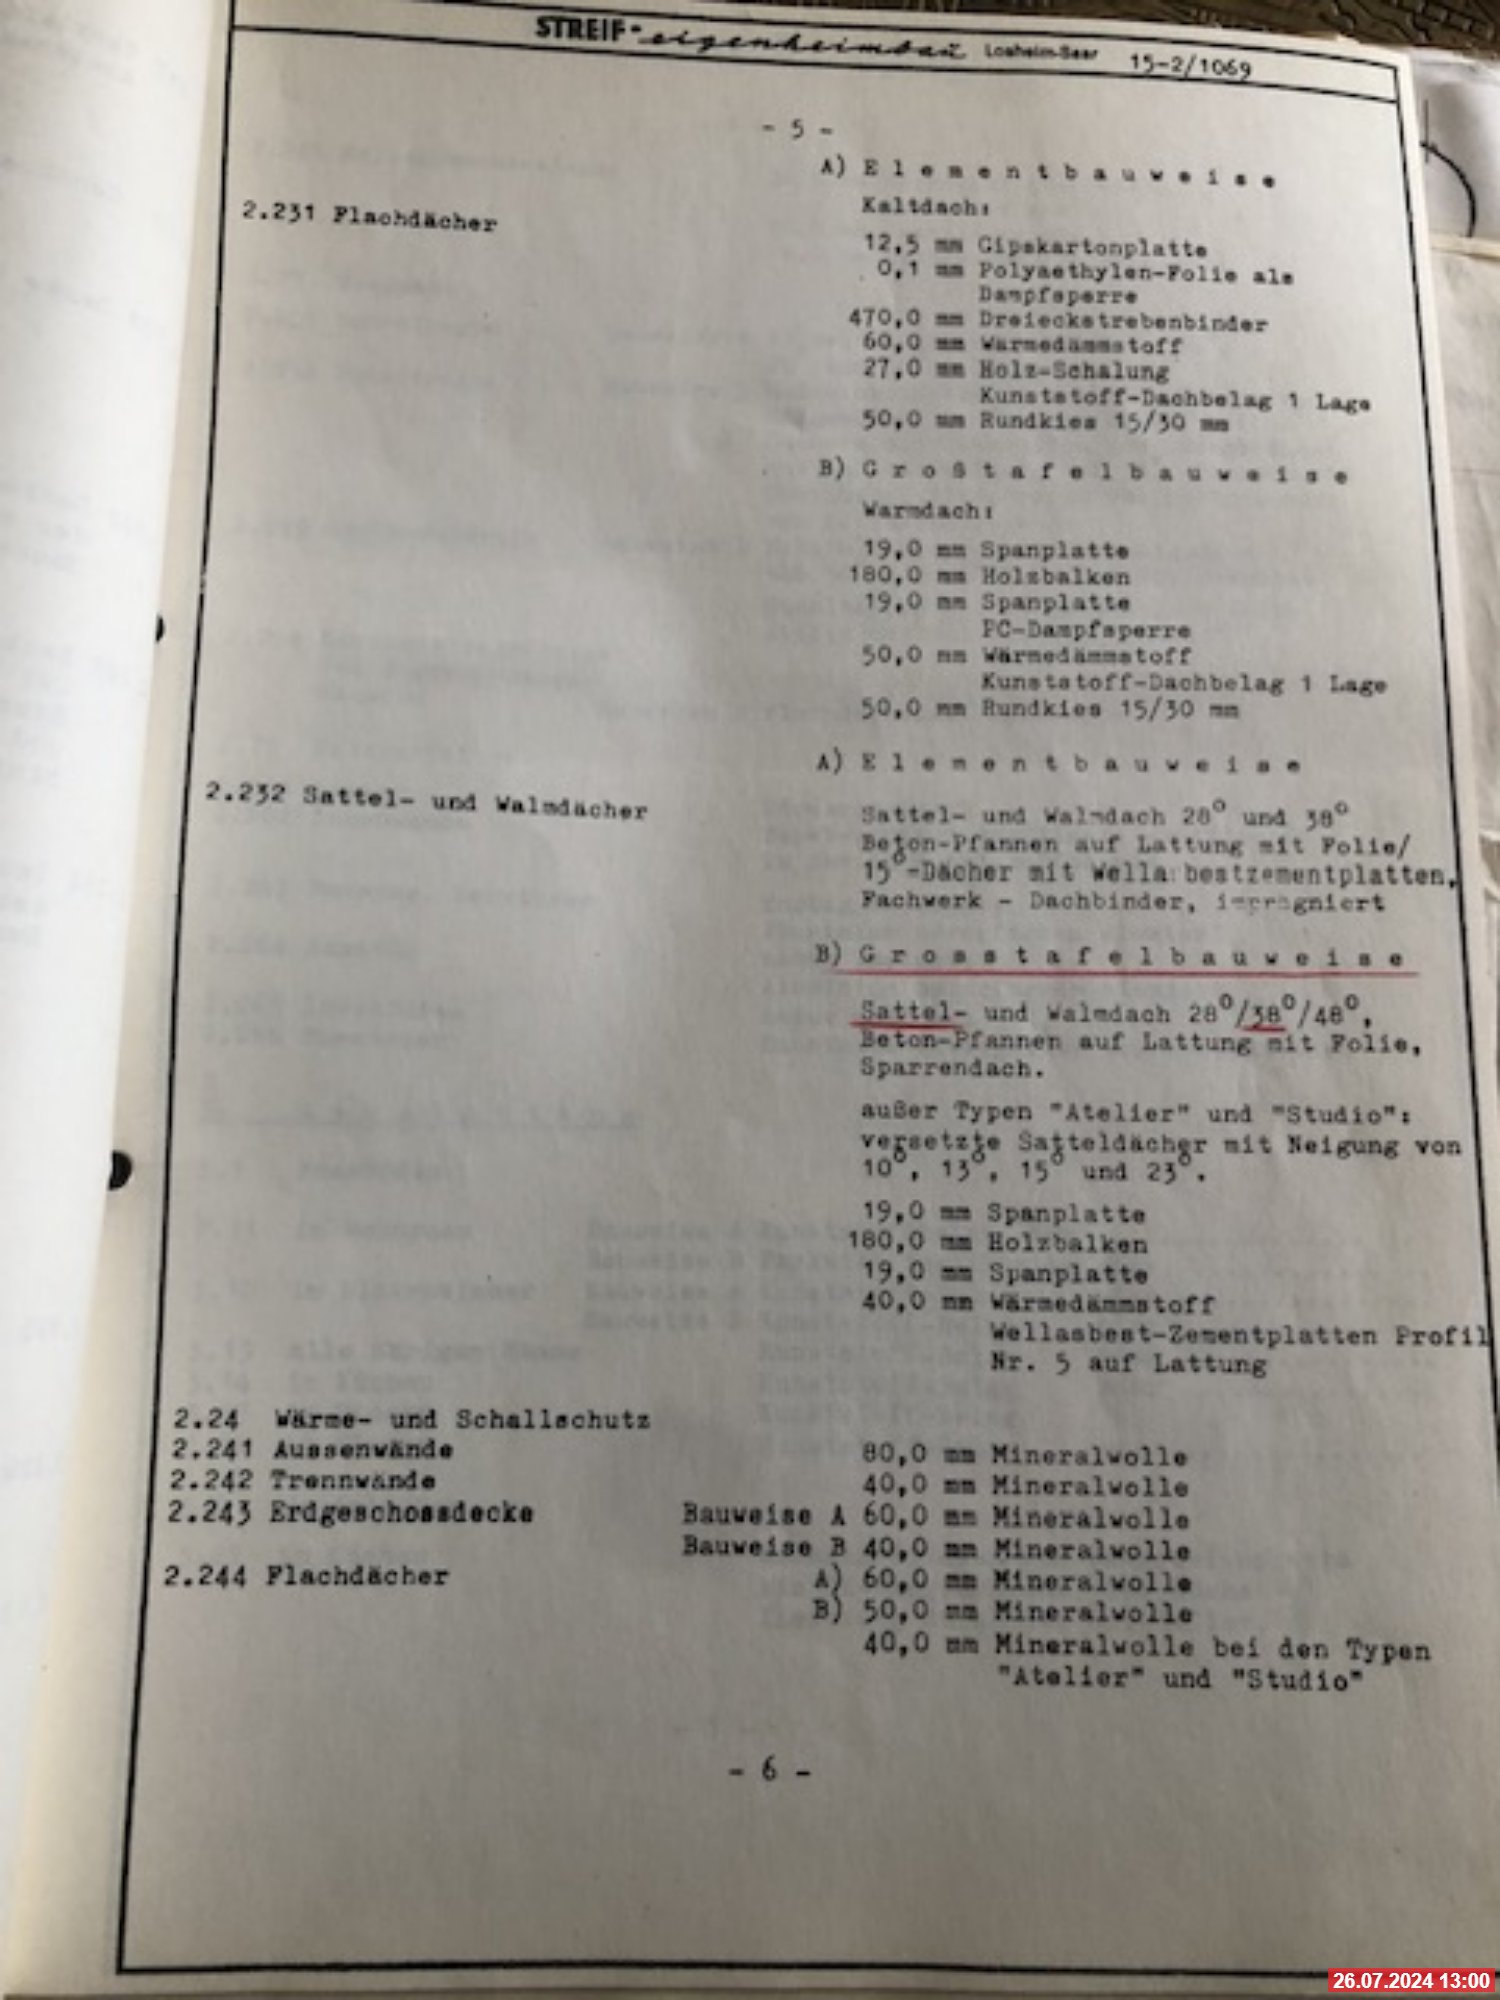 STREIF-eigenheimbau Losheim-Saar 15-2/1069
- 5 -
A) Elementbauweise
2.231 Flachdächer
Kaltdach:
12,5 mm Gipskartonplatte
0,1 mm Polyaethylen-Folie als
Dampfsperre
470,0 mm Dreieckstrebenbinder
60,0 mm Wärmedämmstoff
27,0 mm Holz-Schalung
Kunststoff-Dachbelag 1 Lage
50,0 mm Rundkies 15/30 mm
B) Großtafelbauweise
Warmdach:
19,0 mm Spanplatte
180,0 mm Holzbalken
19,0 mm Spanplatte
PC-Dampfsperre
50,0 mm Wärmedämmstoff
Kunststoff-Dachbelag 1 Lage
50,0 mm Rundkies 15/30 mm
A) Elementbauweise
2.232 Sattel- und Walmdächer
Sattel- und Walmdach 28° und 38°
Beton-Pfannen auf Lattung mit Folie/
15°-Dächer mit Wellasbestzementplatten,
Fachwerk - Dachbinder, imprägniert
B) Grosstafelbauweise
Sattel- und Walmdach 28°/38°/48°,
Beton-Pfannen auf Lattung mit Folie,
Sparrendach.
außer Typen "Atelier" und "Studio":
versetzte Satteldächer mit Neigung von
10°, 13°, 15° und 23°.
19,0 mm Spanplatte
180,0 mm Holzbalken
19,0 mm Spanplatte
40,0 mm Wärmedämmstoff
Wellasbest-Zementplatten Profil
Nr. 5 auf Lattung
2.24 Wärme- und Schallschutz
2.241 Aussenwände 80,0 mm Mineralwolle
2.242 Trennwände 40,0 mm Mineralwolle
2.243 Erdgeschossdecke Bauweise A 60,0 mm Mineralwolle
Bauweise B 40,0 mm Mineralwolle
2.244 Flachdächer A) 60,0 mm Mineralwolle
B) 50,0 mm Mineralwolle
40,0 mm Mineralwolle bei den Typen
"Atelier" und "Studio"
- 6 -
26.07.2024 13:00